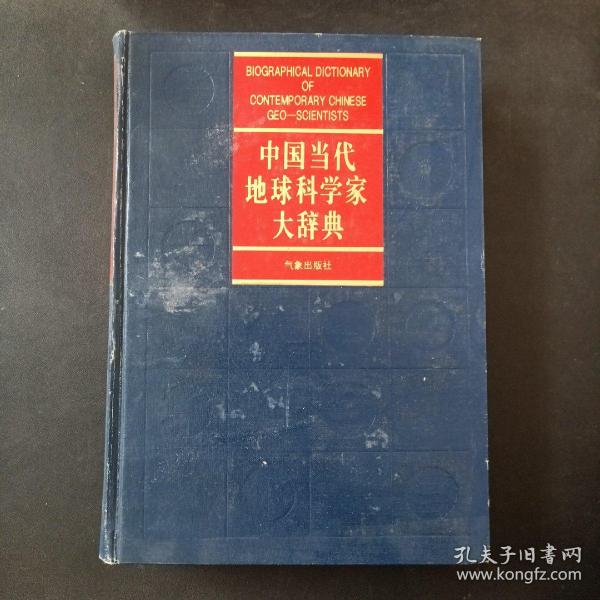 BIOGRAPHICAL DICTIONARY
OF
CONTEMPORARY CHINESE
GEO—SCIENTISTS
中国当代
地球科学家
大辞典
气象出版社
孔夫子旧書网
www.kongfz.com